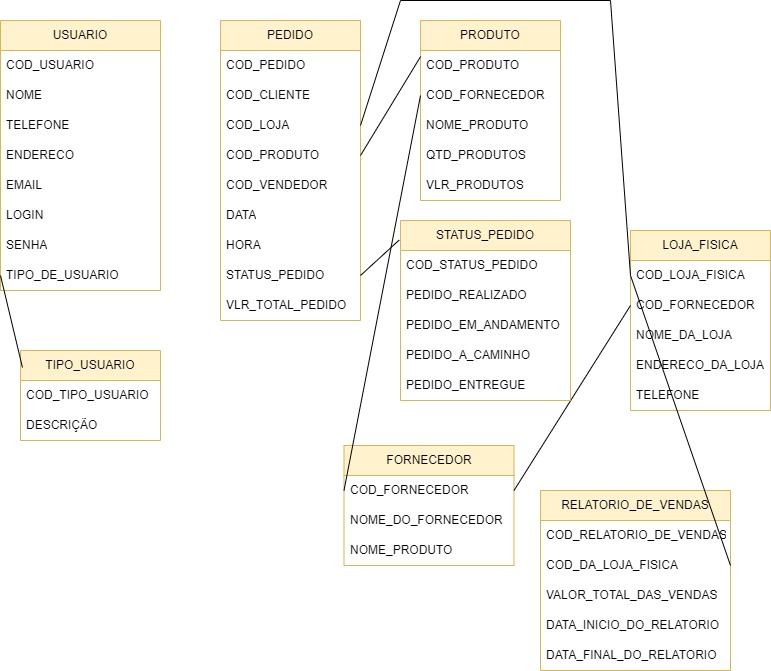 USUARIO
COD_USUARIO
NOME
TELEFONE
ENDERECO
EMAIL
LOGIN
SENHA
TIPO_DE_USUARIO
TIPO_USUARIO
COD_TIPO_USUARIO
DESCRIÇÃO
PEDIDO
COD_PEDIDO
COD_CLIENTE
COD_LOJA
COD_PRODUTO
COD_VENDEDOR
DATA
HORA
STATUS_PEDIDO
VLR_TOTAL_PEDIDO
PRODUTO
COD_PRODUTO
COD_FORNECEDOR
NOME_PRODUTO
QTD_PRODUTOS
VLR_PRODUTOS
STATUS_PEDIDO
COD_STATUS_PEDIDO
PEDIDO_REALIZADO
PEDIDO_EM_ANDAMENTO
PEDIDO_A_CAMINHO
PEDIDO_ENTREGUE
LOJA_FISICA
COD_LOJA_FISICA
COD_FORNECEDOR
NOME_DA_LOJA
ENDERECO_DA_LOJA
TELEFONE
FORNECEDOR
COD_FORNECEDOR
NOME_DO_FORNECEDOR
NOME_PRODUTO
RELATORIO_DE_VENDAS
COD_RELATORIO_DE_VENDAS
COD_DA_LOJA_FISICA
VALOR_TOTAL_DAS_VENDAS
DATA_INICIO_DO_RELATORIO
DATA_FINAL_DO_RELATORIO